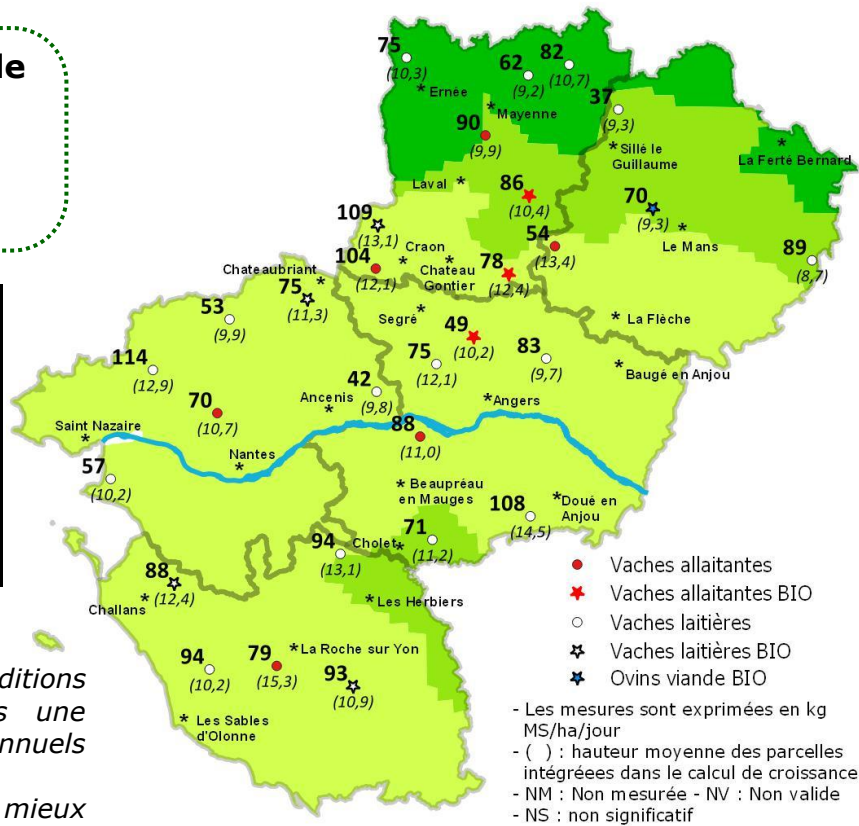 le
75
(10,3)
* Ernée
62
(9,2)
82
(10,7)
37
(9,3)
* Mayenne
90
(9,9)
* Sillé le
Guillaume
*
La Ferté Bernard
Laval *
86
(10,4)
70
(9,3)
*
Le Mans
109
(13,1)
54
(13,4)
89
(8,7)
104
(12,1)
Craon
*
*
Chateau
Gontier
78
(12,4)
Chateaubriant *
75
(11,3)
Segré *
* La Flèche
53
(9,9)
49
(10,2)
75
(12,1)
83
(9,7)
* Baugé en Anjou
114
(12,9)
42
(9,8)
Ancenis
*
*Angers
70
(10,7)
88
(11,0)
Saint Nazaire
*
Nantes
*
57
(10,2)
* Beaupréau
en Mauges
108
(14,5)
*Doué en
Anjou
71
(11,2)
Cholet*
94
(13,1)
88
(12,4)
Challans *
* Les Herbiers
94
(10,2)
79
(15,3)
*La Roche sur Yon
93
(10,9)
* Les Sables
d'Olonne
Vaches allaitantes
Vaches allaitantes BIO
Vaches laitières
Vaches laitières BIO
Ovins viande BIO
- Les mesures sont exprimées en kg
MS/ha/jour
- ( ) : hauteur moyenne des parcelles
intégréees dans le calcul de croissance
- NM : Non mesurée - NV : Non valide
- NS : non significatif
ditions
s une
nnuels
mieux